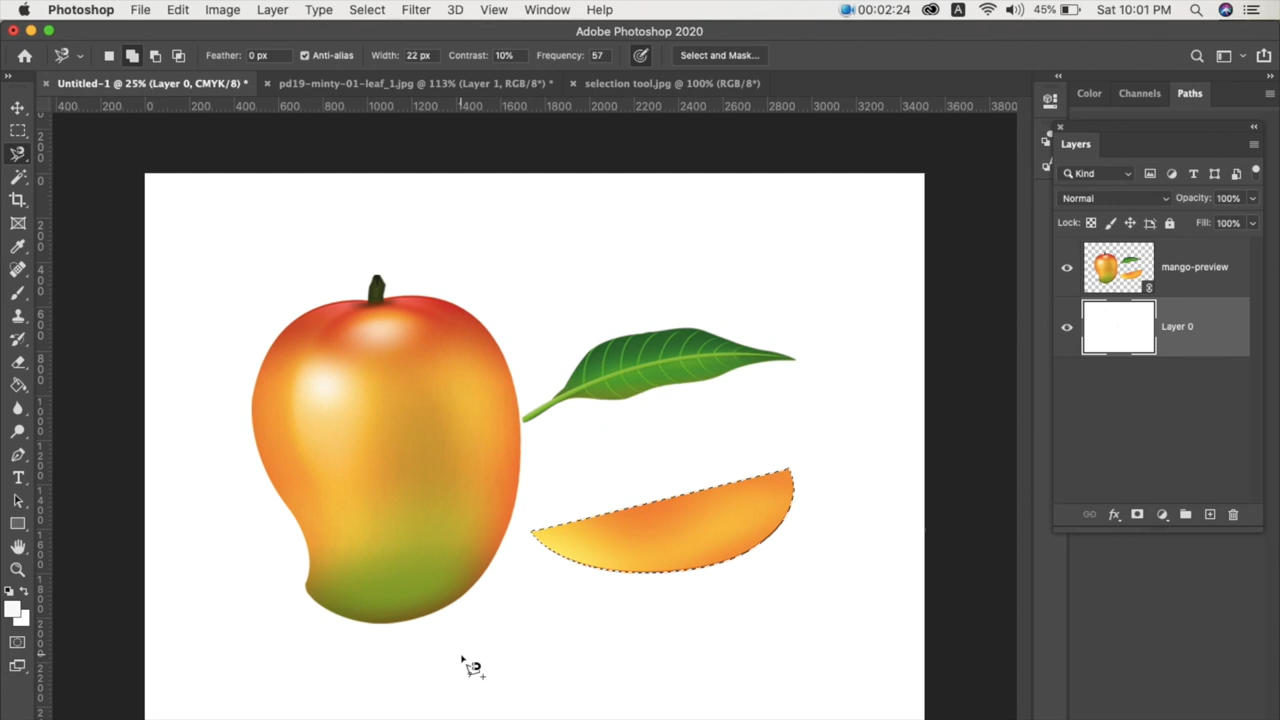 Photoshop File Edit Image Layer Type Select Filter 3D View Window Help 00:02:24 A 45% Sat 10:01 PM
Adobe Photoshop 2020
Feather: 0 px Anti-alias Width: 22 px Contrast: 10% Frequency: 57 Select and Mask...
Untitled-1 @ 25% (Layer 0, CMYK/8) * pd19-minty-01-leaf_1.jpg @ 113% (Layer 1, RGB/8*) * selection tool.jpg @ 100% (RGB/8*)
400 200 0 200 400 600 800 1000 1200 1400 1600 1800 2000 2200 2400 2600 2800 3000 3200 3400 3600 3800
Color Channels Paths
Layers
Kind
Normal Opacity: 100%
Lock: Fill: 100%
mango-preview
Layer 0